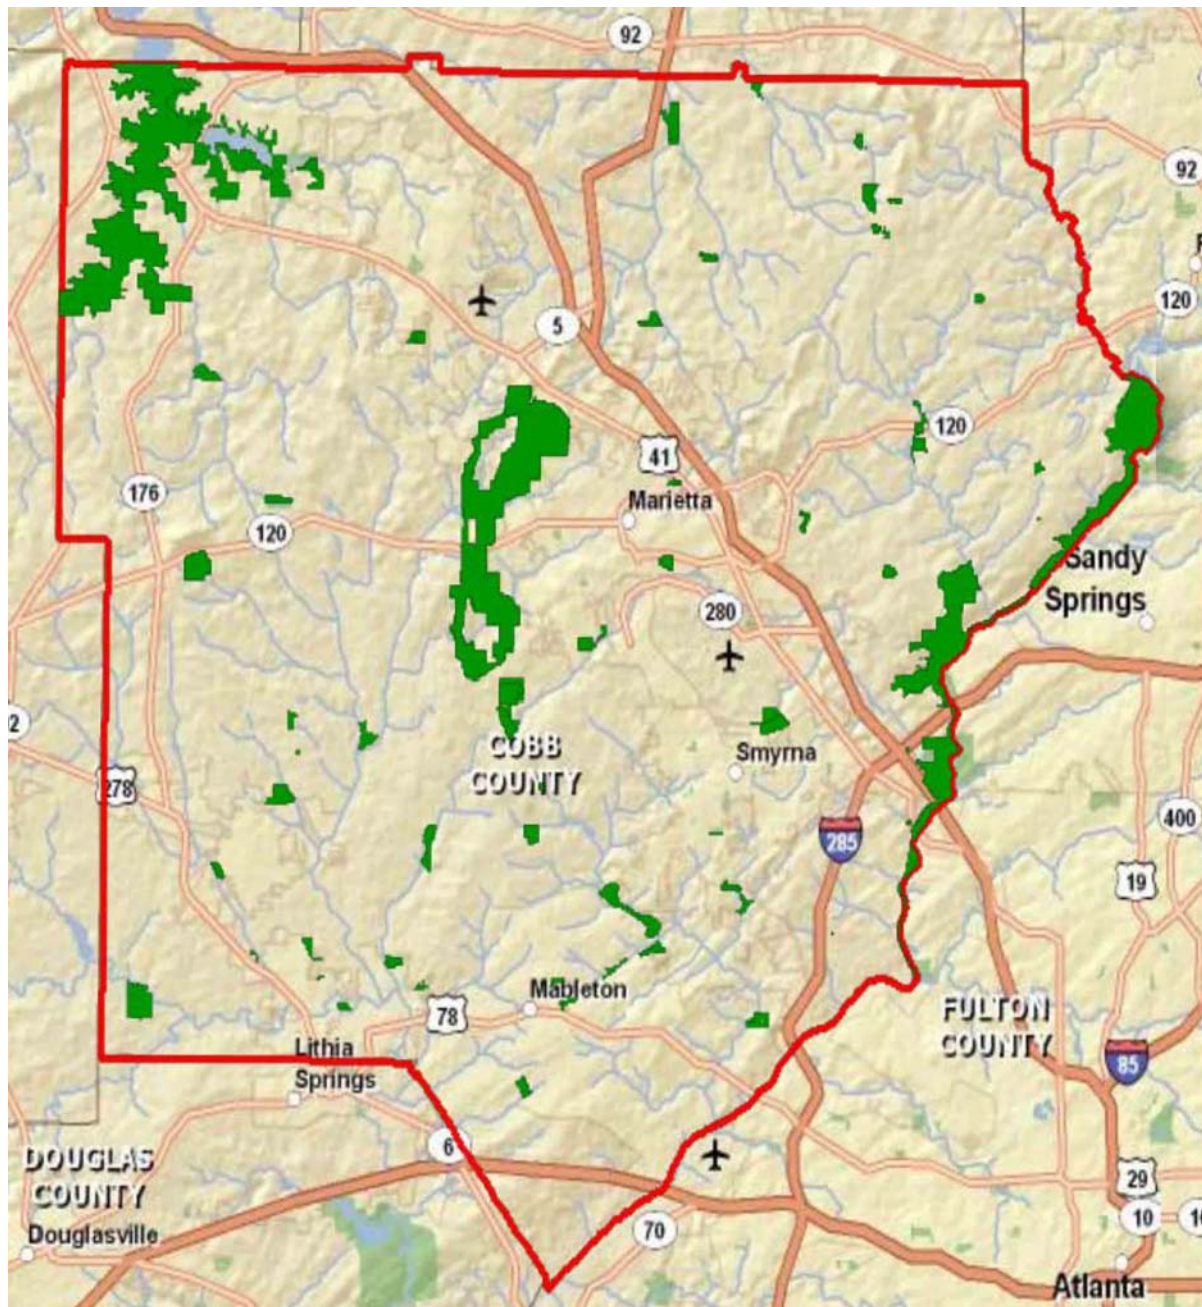 92
92
F
120
5
120
41
Marietta
176
120
Sandy
Springs
280
2
COBB
COUNTY
Smyrna
278
285
400
19
Mableton
78
FULTON
COUNTY
Lithia
Springs
85
6
DOUGLAS
COUNTY
29
10
1
70
Douglasville
Atlanta